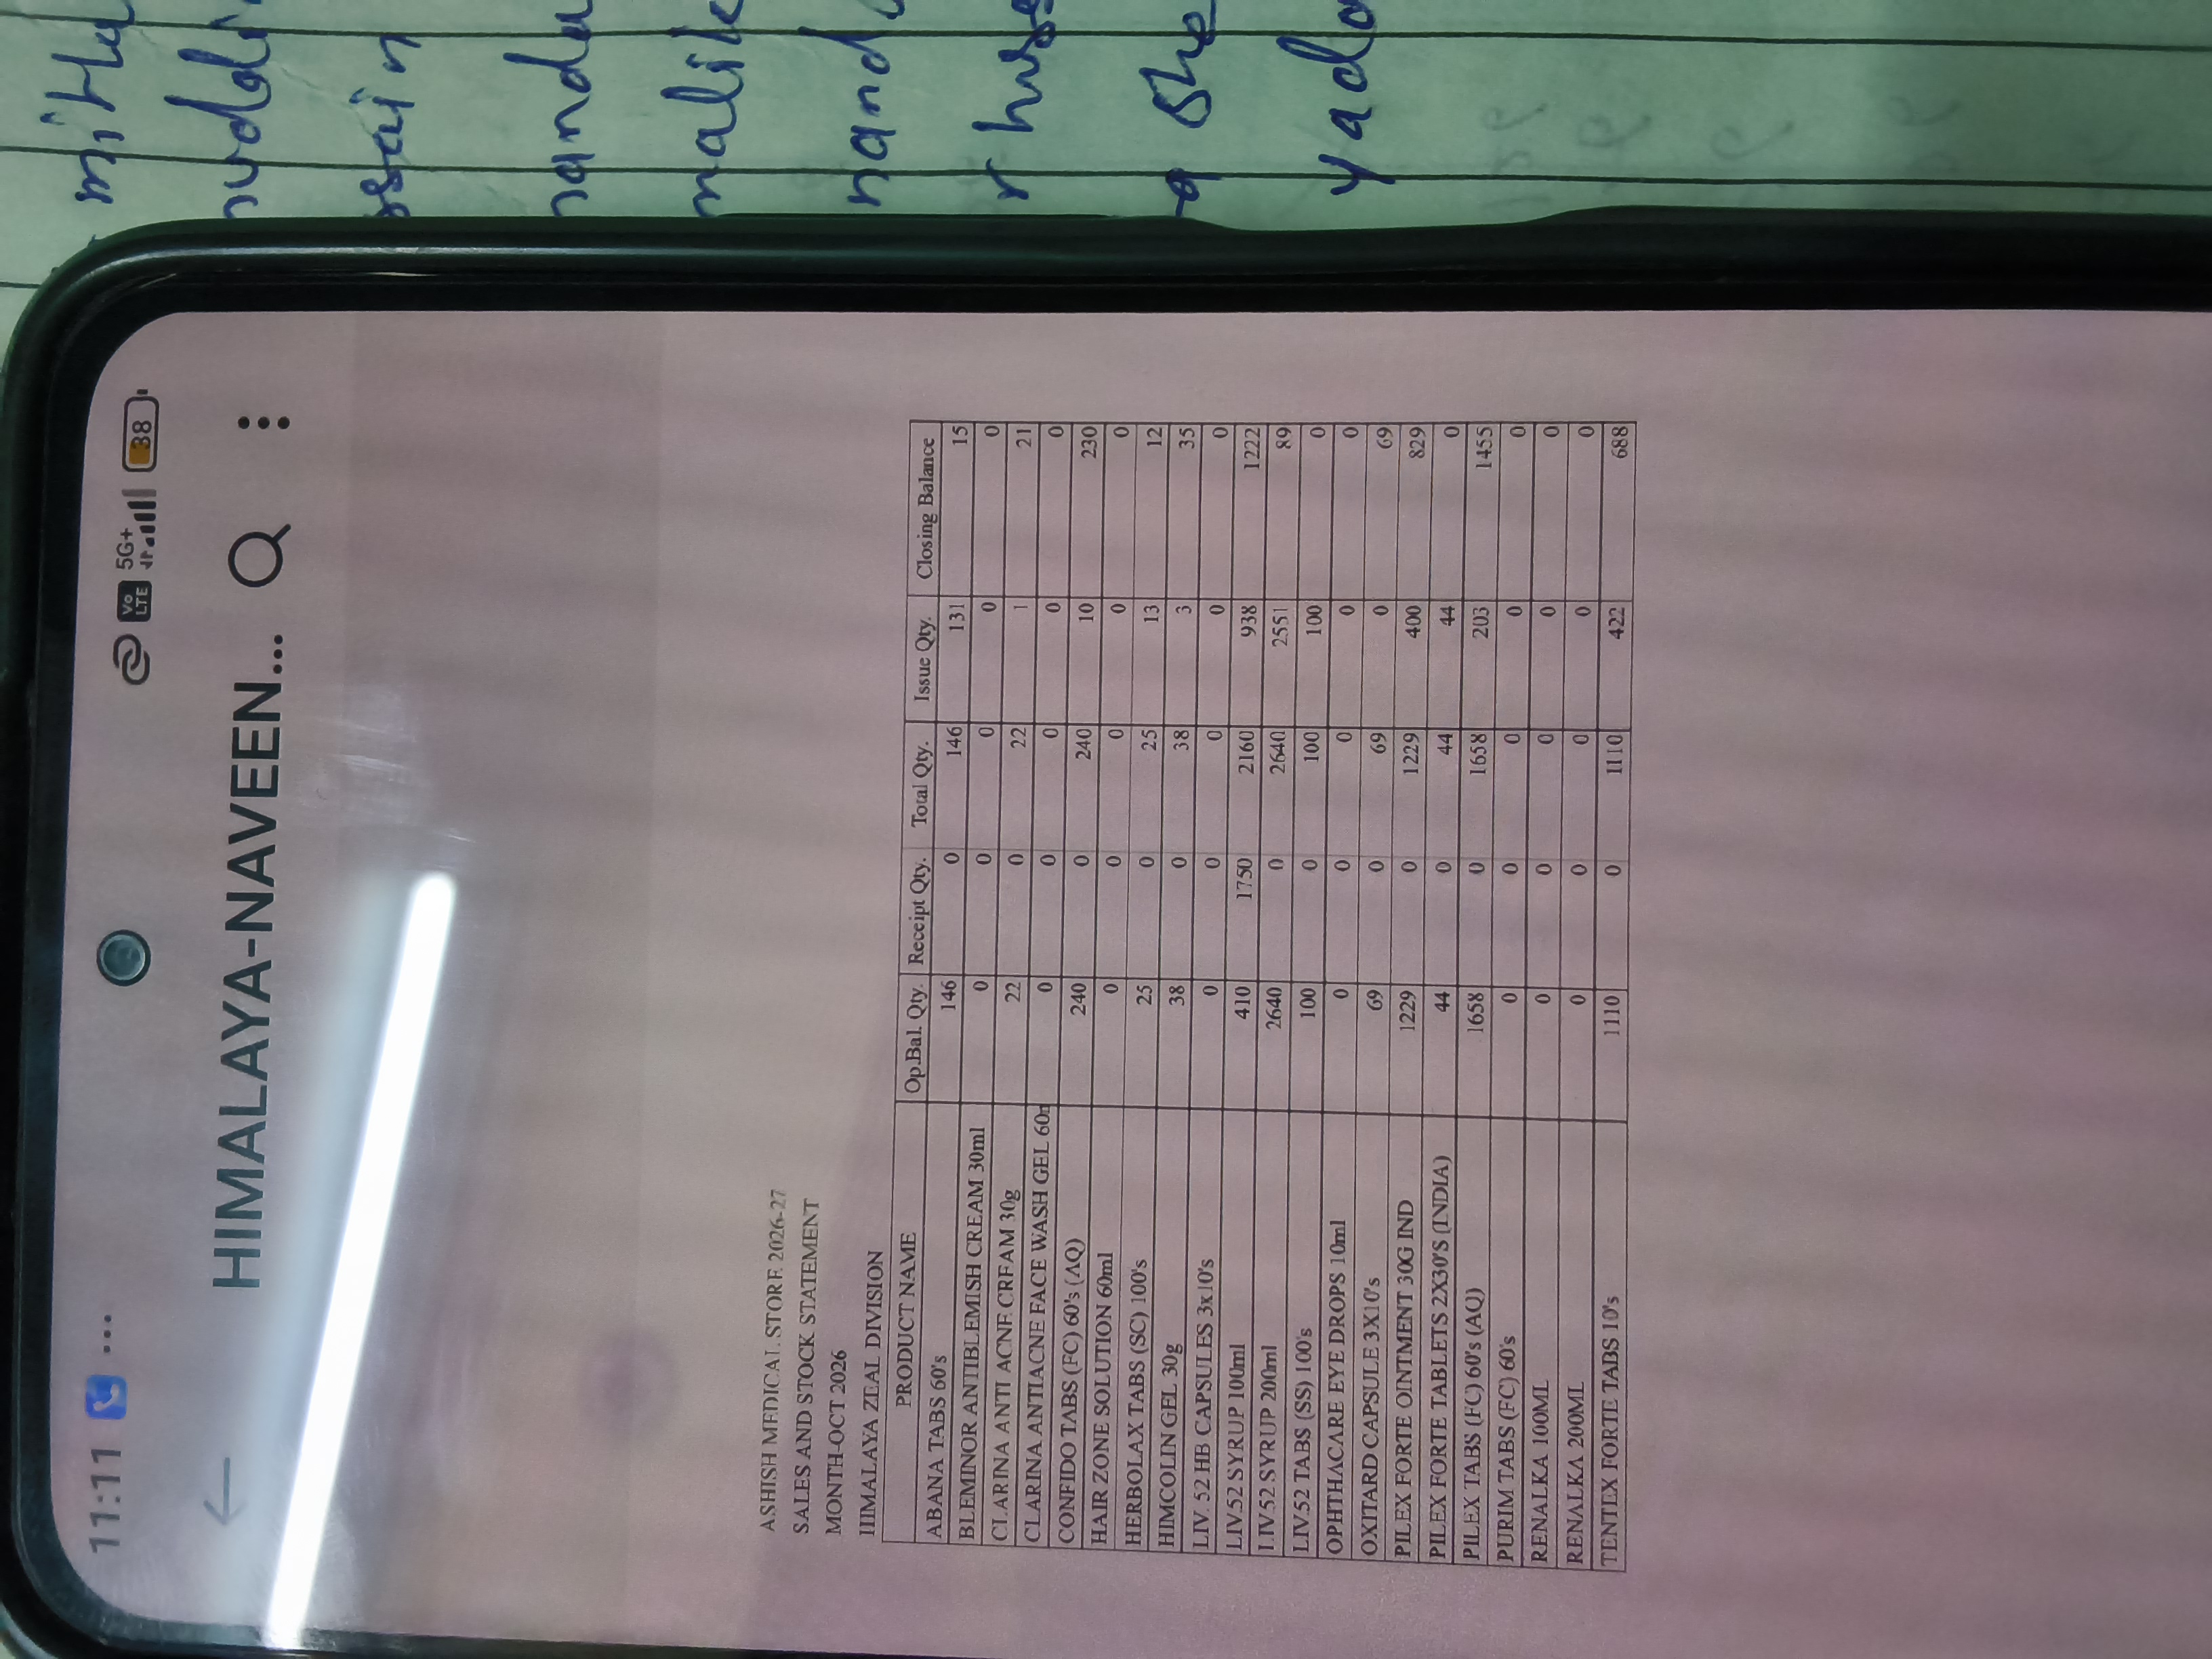 11:11 ...
Vo LTE 5G+ 38
HIMALAYA-NAVEEN...
ASHISH MEDICAL STORE 2026-27
SALES AND STOCK STATEMENT
MONTH-OCT 2026
HIMALAYA ZEAL DIVISION
PRODUCT NAME Op.Bal. Qty. Receipt Qty. Total Qty. Issue Qty. Closing Balance
ABANA TABS 60's 146 0 146 131 15
BLEMINOR ANTIBLEMISH CREAM 30ml 0 0 0 0 0
CLARINA ANTI ACNE CREAM 30g 22 0 22 1 21
CLARINA ANTIACNE FACE WASH GEL 60 0 0 0 0 0
CONFIDO TABS (FC) 60's (AQ) 240 0 240 10 230
HAIR ZONE SOLUTION 60ml 0 0 0 0 0
HERBOLAX TABS (SC) 100's 25 0 25 13 12
HIMCOLIN GEL 30g 38 0 38 3 35
LIV. 52 HB CAPSULES 3x10's 0 0 0 0 0
LIV.52 SYRUP 100ml 410 1750 2160 938 1222
LIV.52 SYRUP 200ml 2640 0 2640 2551 89
LIV.52 TABS (SS) 100's 100 0 100 100 0
OPHTHACARE EYE DROPS 10ml 0 0 0 0 0
OXITARD CAPSULE 3X10's 69 0 69 0 69
PILEX FORTE OINTMENT 30G IND 1229 0 1229 400 829
PILEX FORTE TABLETS 2X30'S (INDIA) 44 0 44 44 0
PILEX TABS (FC) 60's (AQ) 1658 0 1658 203 1455
PURIM TABS (FC) 60's 0 0 0 0 0
RENALKA 100ML 0 0 0 0 0
RENALKA 200ML 0 0 0 0 0
TENTEX FORTE TABS 10's 1110 0 1110 422 688